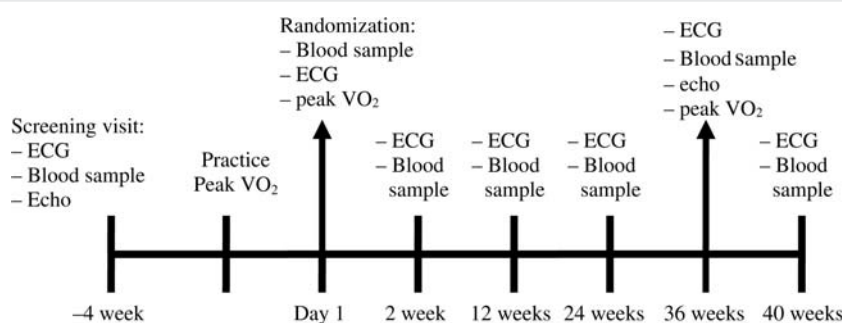 Screening visit:
– ECG
– Blood sample
– Echo
Practice
Peak VO₂
Randomization:
– Blood sample
– ECG
– peak VO₂
– ECG
– Blood
sample
– ECG
– Blood
sample
– ECG
– Blood
sample
– ECG
– Blood sample
– echo
– peak VO₂
– ECG
– Blood
sample
–4 week
Day 1
2 week
12 weeks
24 weeks
36 weeks
40 weeks